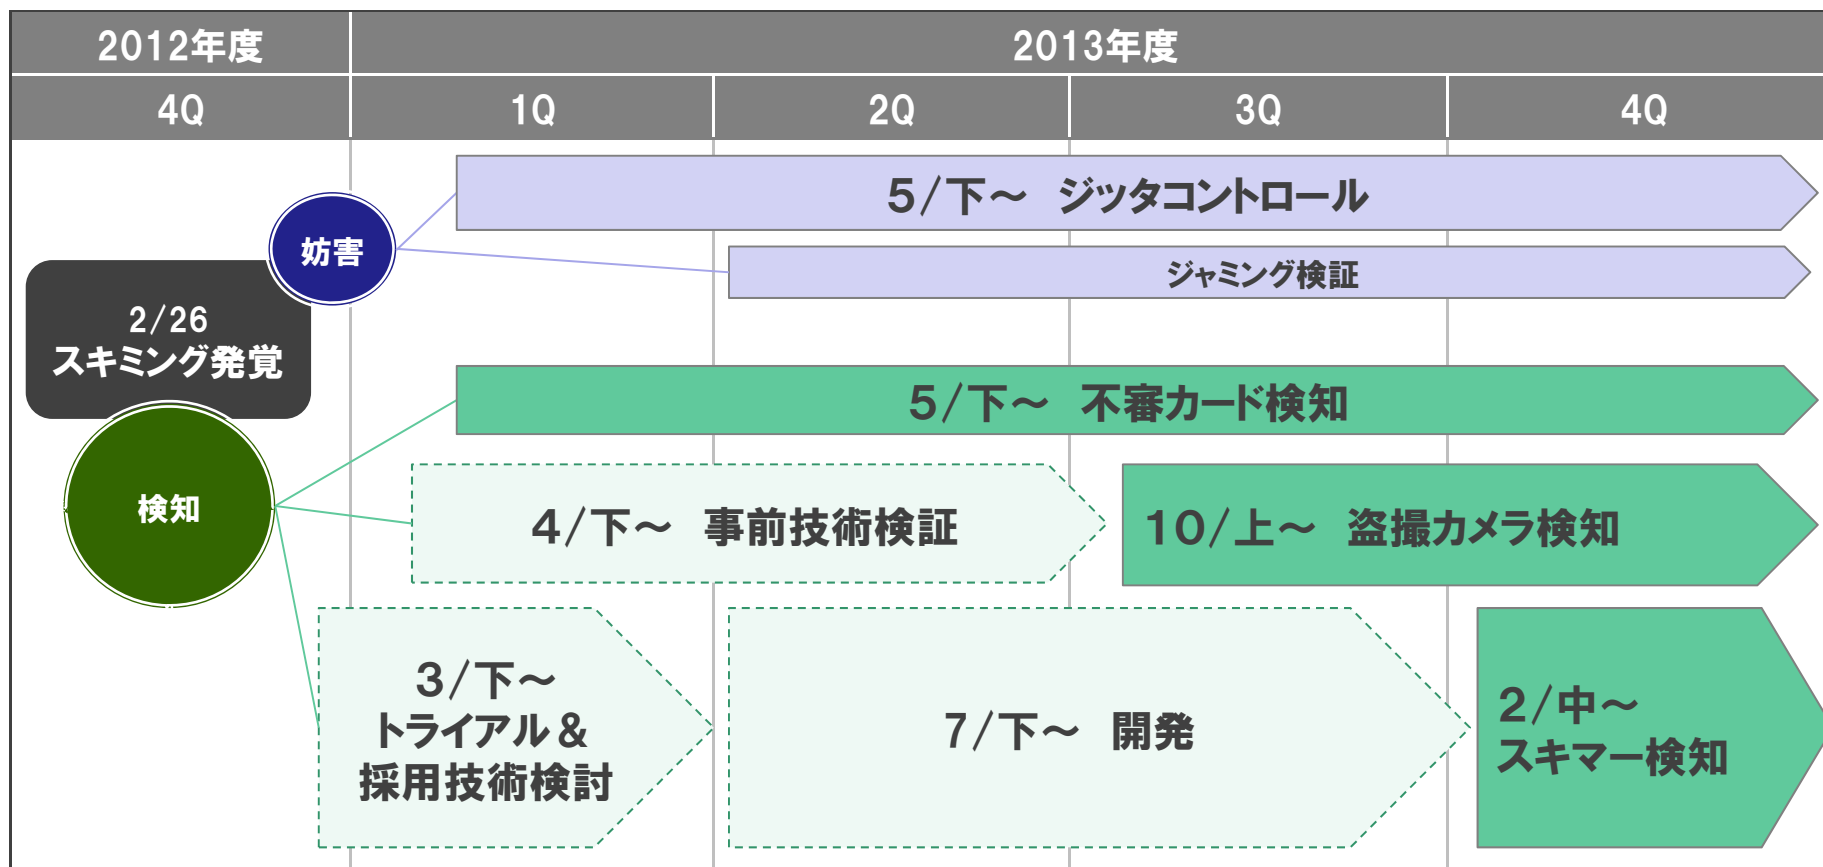 2012年度
2013年度
4Q
1Q
2Q
3Q
4Q
5/下～ ジッタコントロール
妨害
ジャミング検証
2/26
スキミング発覚
5/下～ 不審カード検知
検知
4/下～ 事前技術検証
10/上～ 盗撮カメラ検知
3/下～
トライアル＆
採用技術検討
7/下～ 開発
2/中～
スキマー検知